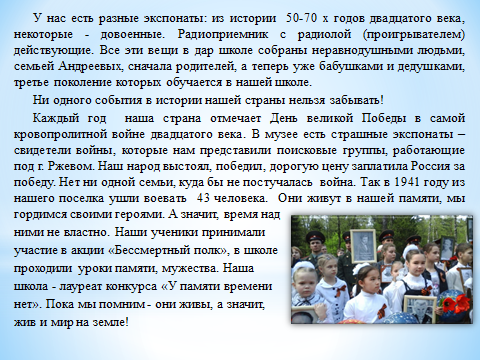 У нас есть разные экспонаты: из истории 50-70 х годов двадцатого века,
некоторые - довоенные. Радиоприемник с радиолой (проигрывателем)
действующие. Все эти вещи в дар школе собраны неравнодушными людьми,
семьей Андреевых, сначала родителей, а теперь уже бабушками и дедушками,
третье поколение которых обучается в нашей школе.
Ни одного события в истории нашей страны нельзя забывать!
Каждый год наша страна отмечает День великой Победы в самой
кровопролитной войне двадцатого века. В музее есть страшные экспонаты –
свидетели войны, которые нам представили поисковые группы, работающие
под г. Ржевом. Наш народ выстоял, победил, дорогую цену заплатила Россия за
победу. Нет ни одной семьи, куда бы не постучалась война. Так в 1941 году из
нашего поселка ушли воевать 43 человека. Они живут в нашей памяти, мы
гордимся своими героями. А значит, время над
ними не властно. Наши ученики принимали
участие в акции «Бессмертный полк», в школе
проходили уроки памяти, мужества. Наша
школа - лауреат конкурса «У памяти времени
нет». Пока мы помним - они живы, а значит,
жив и мир на земле!